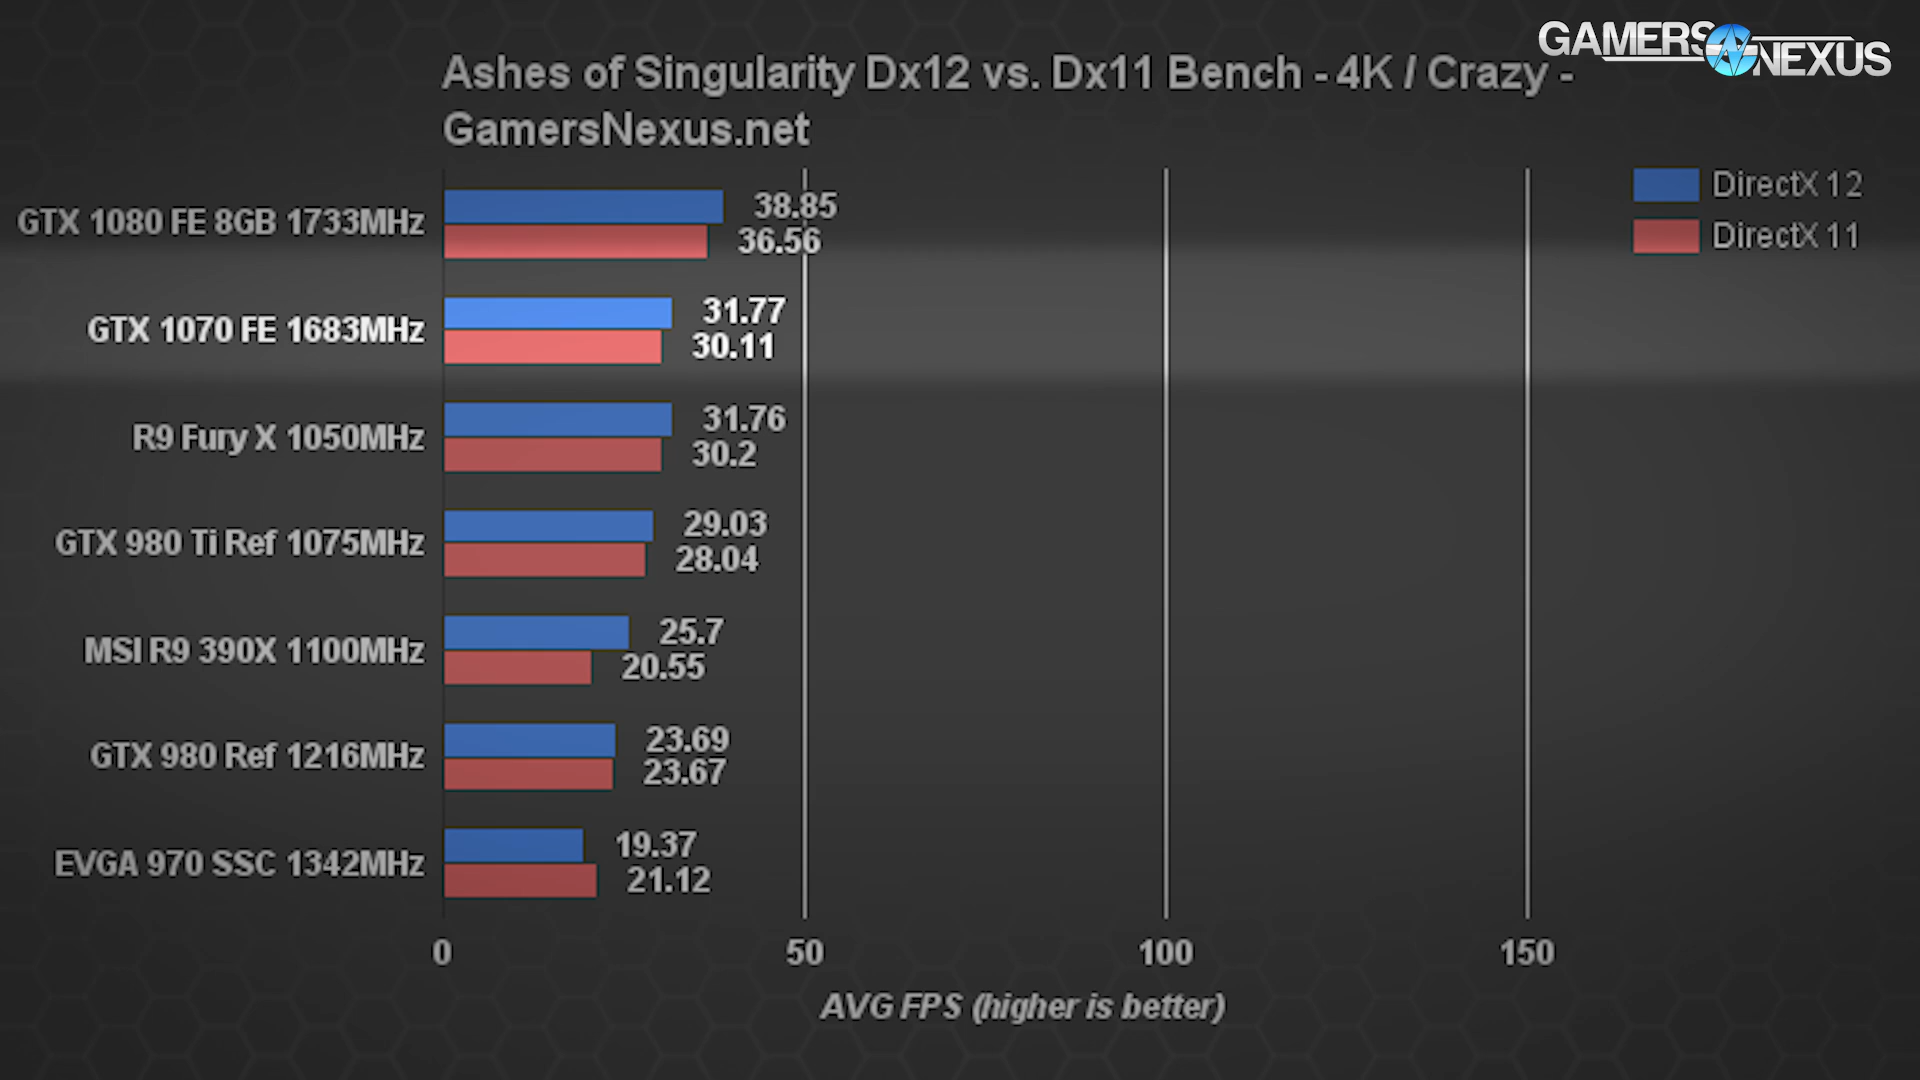 GAMERS NEXUS
Ashes of Singularity Dx12 vs. Dx11 Bench - 4K / Crazy -
GamersNexus.net
DirectX 12
DirectX 11
GTX 1080 FE 8GB 1733MHz
38.85
36.56
GTX 1070 FE 1683MHz
31.77
30.11
R9 Fury X 1050MHz
31.76
30.2
GTX 980 Ti Ref 1075MHz
29.03
28.04
MSI R9 390X 1100MHz
25.7
20.55
GTX 980 Ref 1216MHz
23.69
23.67
EVGA 970 SSC 1342MHz
19.37
21.12
0 50 100 150
AVG FPS (higher is better)